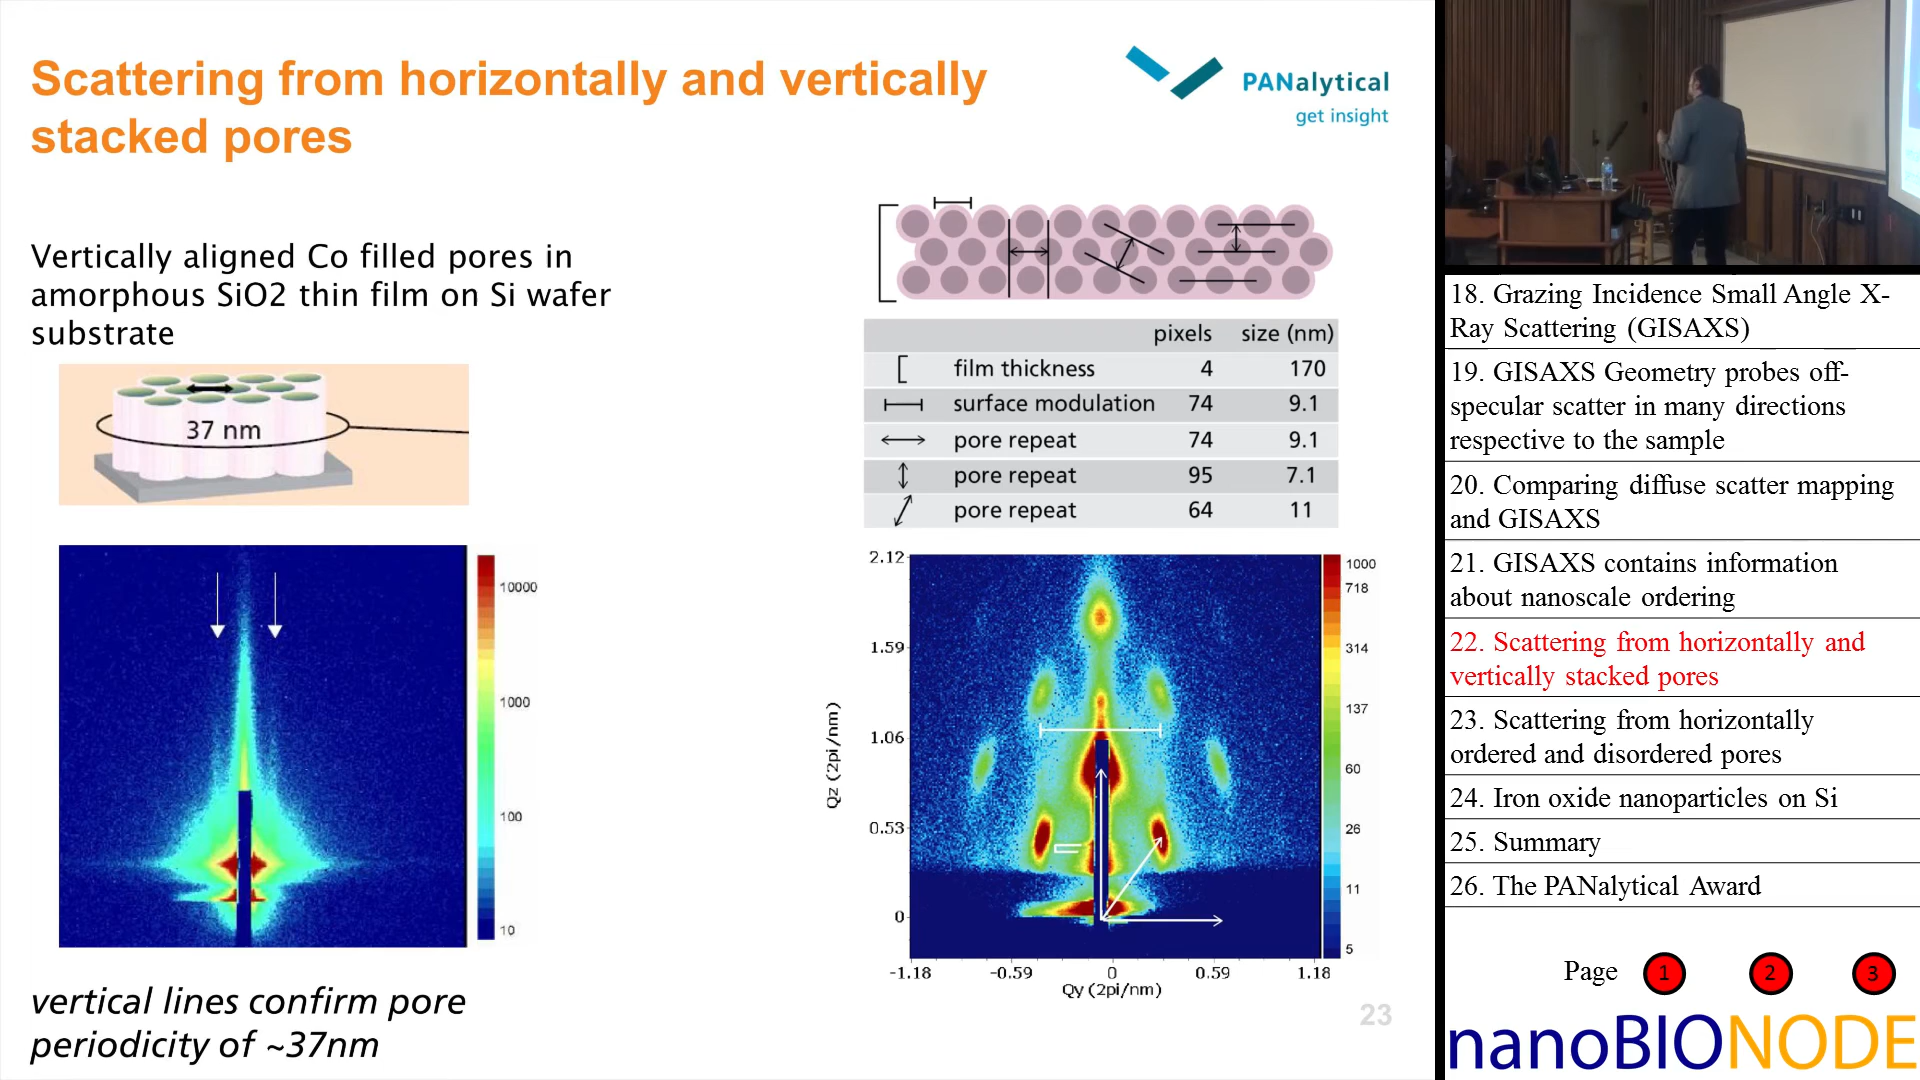 Scattering from horizontally and vertically
stacked pores
PANalytical
get insight
Vertically aligned Co filled pores in
amorphous SiO2 thin film on Si wafer
substrate
37 nm
pixels size (nm)
film thickness 4 170
surface modulation 74 9.1
pore repeat 74 9.1
pore repeat 95 7.1
pore repeat 64 11
10000
1000
100
10
2.12
1.59
1.06
0.53
0
Qz (2pi/nm)
-1.18 -0.59 0 0.59 1.18
Qy (2pi/nm)
1000
718
314
137
60
26
11
5
vertical lines confirm pore
periodicity of ~37nm
23
18. Grazing Incidence Small Angle X-
Ray Scattering (GISAXS)
19. GISAXS Geometry probes off-
specular scatter in many directions
respective to the sample
20. Comparing diffuse scatter mapping
and GISAXS
21. GISAXS contains information
about nanoscale ordering
22. Scattering from horizontally and
vertically stacked pores
23. Scattering from horizontally
ordered and disordered pores
24. Iron oxide nanoparticles on Si
25. Summary
26. The PANalytical Award
Page 1 2 3
nanoBIONODE